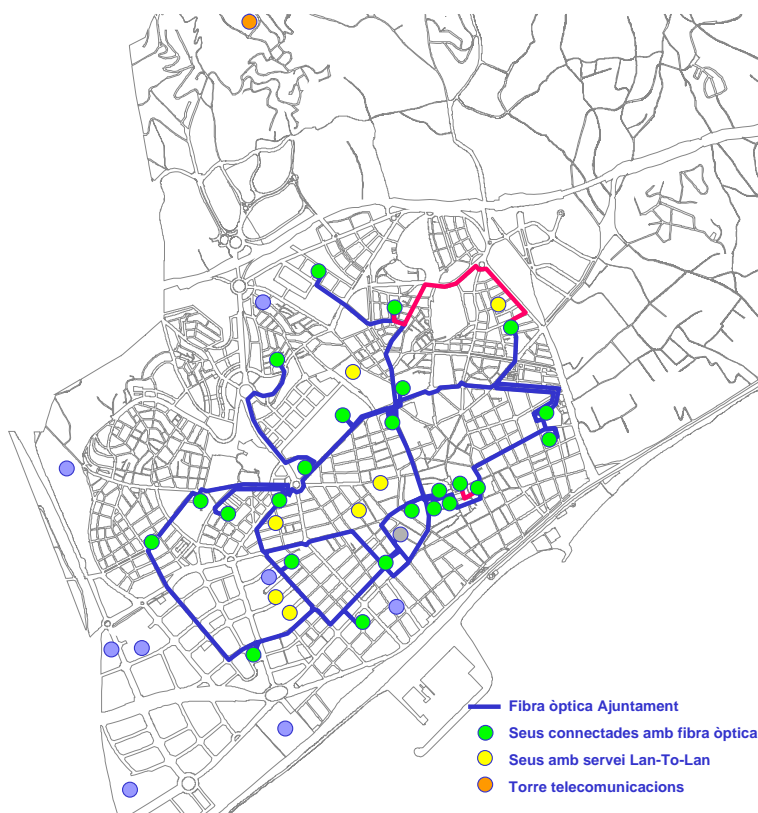 Fibra òptica Ajuntament
Seus connectades amb fibra òptica
Seus amb servei Lan-To-Lan
Torre telecomunicacions